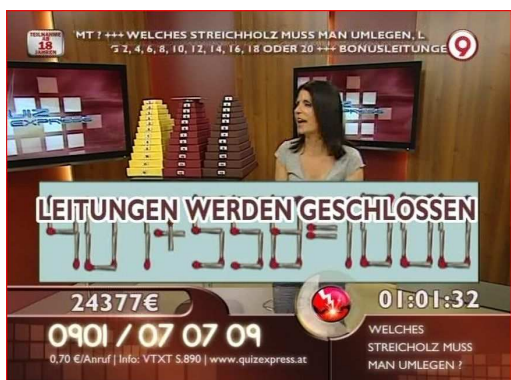 TEILNAHME
AB
18
JAHREN
MT ? +++ WELCHES STREICHHOLZ MUSS MAN UMLEGEN,
2, 4, 6, 8, 10, 12, 14, 16, 18 ODER 20 +++ BONUSLEITUNGE
9
LEITUNGEN WERDEN GESCHLOSSEN
24377€
01:01:32
0901 / 07 07 09
0,70 €/Anruf | Info: VTXT S.890 | www.quizexpress.at
WELCHES
STREICHOLZ MUSS
MAN UMLEGEN ?